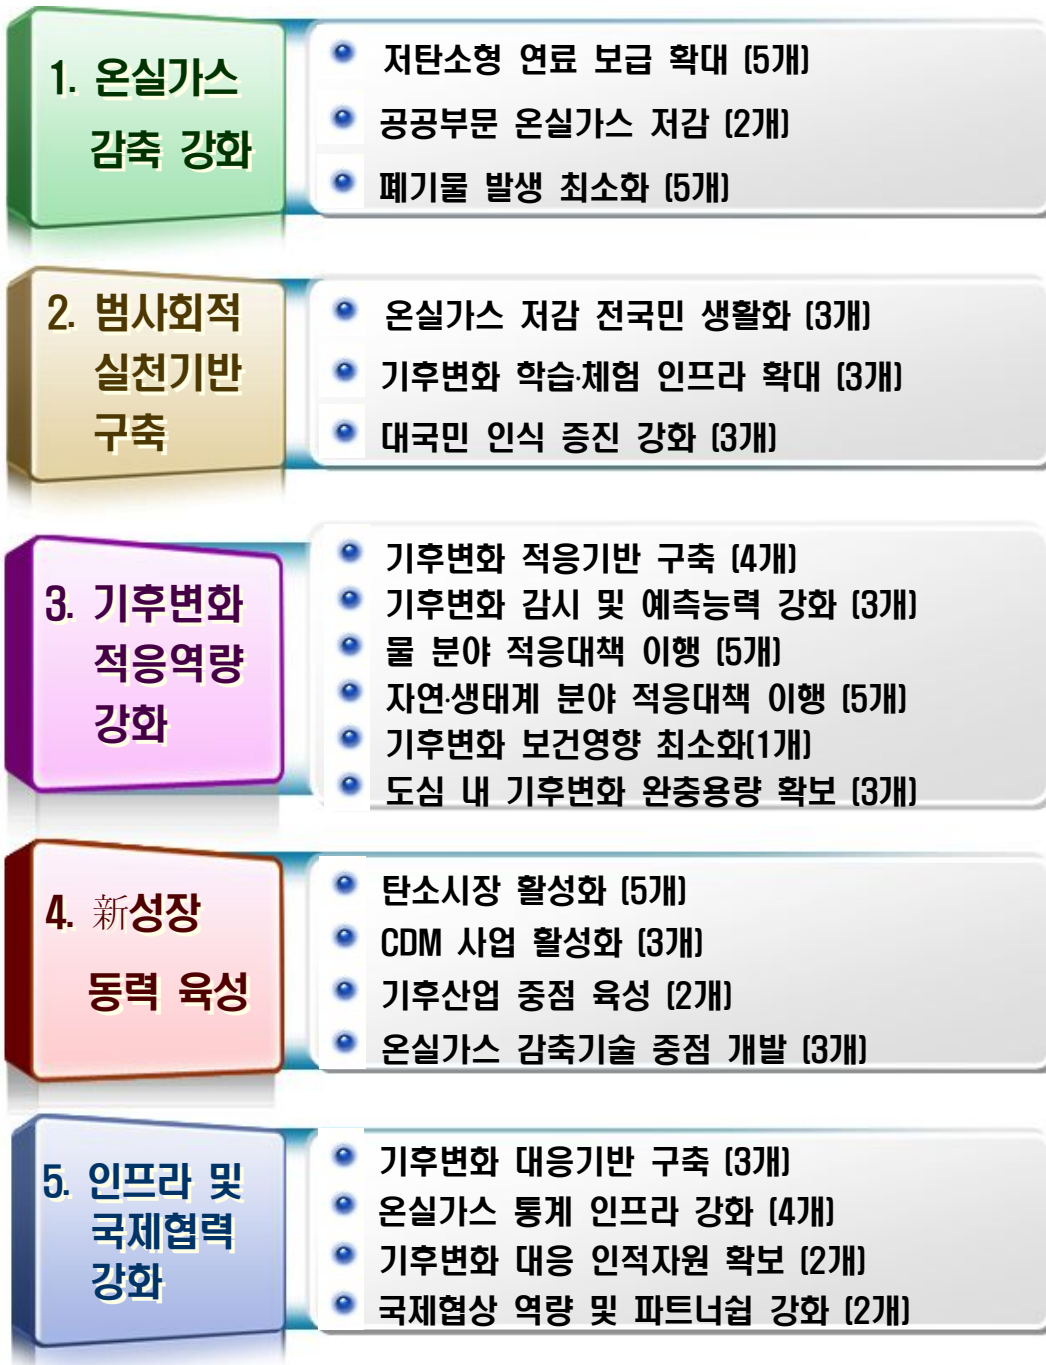 1. 온실가스
감축 강화
저탄소형 연료 보급 확대 (5개)
공공부문 온실가스 저감 (2개)
폐기물 발생 최소화 (5개)
2. 범사회적
실천기반
구축
온실가스 저감 전국민 생활화 (3개)
기후변화 학습·체험 인프라 확대 (3개)
대국민 인식 증진 강화 (3개)
3. 기후변화
적응역량
강화
기후변화 적응기반 구축 (4개)
기후변화 감시 및 예측능력 강화 (3개)
물 분야 적응대책 이행 (5개)
자연·생태계 분야 적응대책 이행 (5개)
기후변화 보건영향 최소화(1개)
도심 내 기후변화 완충용량 확보 (3개)
4. 新성장
동력 육성
탄소시장 활성화 (5개)
CDM 사업 활성화 (3개)
기후산업 중점 육성 (2개)
온실가스 감축기술 중점 개발 (3개)
5. 인프라 및
국제협력
강화
기후변화 대응기반 구축 (3개)
온실가스 통계 인프라 강화 (4개)
기후변화 대응 인적자원 확보 (2개)
국제협상 역량 및 파트너쉽 강화 (2개)